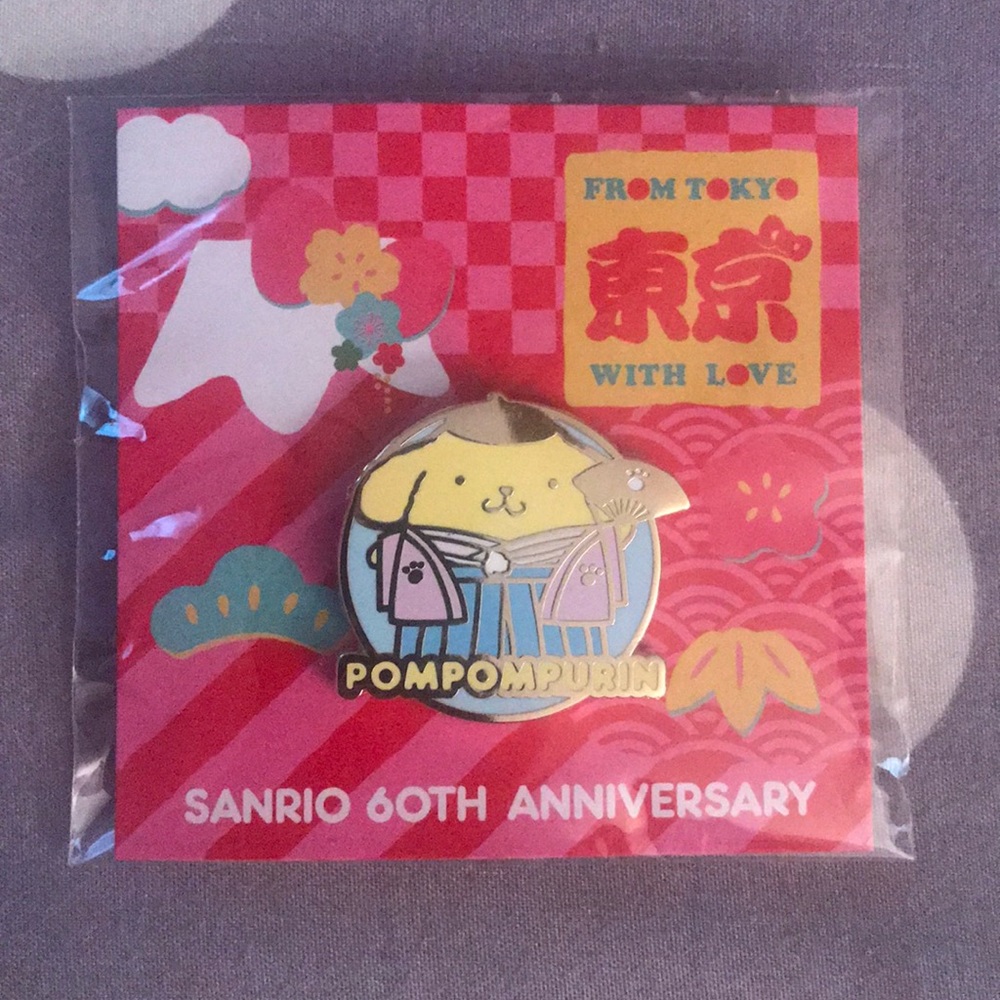 FROM TOKYO
東京
WITH LOVE
POMPOMPURIN
SANRIO 60TH ANNIVERSARY